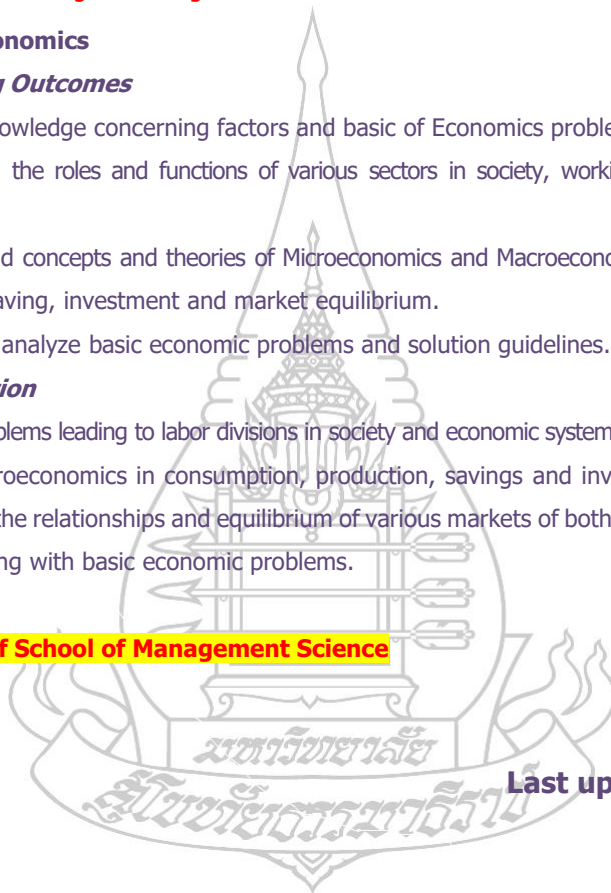 onomics
g Outcomes
owledge concerning factors and basic of Economics proble
the roles and functions of various sectors in society, worki
d concepts and theories of Microeconomics and Macroecono
aving, investment and market equilibrium.
analyze basic economic problems and solution guidelines.
tion
blems leading to labor divisions in society and economic system
roeconomics in consumption, production, savings and inv
the relationships and equilibrium of various markets of both
ng with basic economic problems.
f School of Management Science
มหาวิทยาลัย
Last up
สุโขทัยธรรมาธิราช